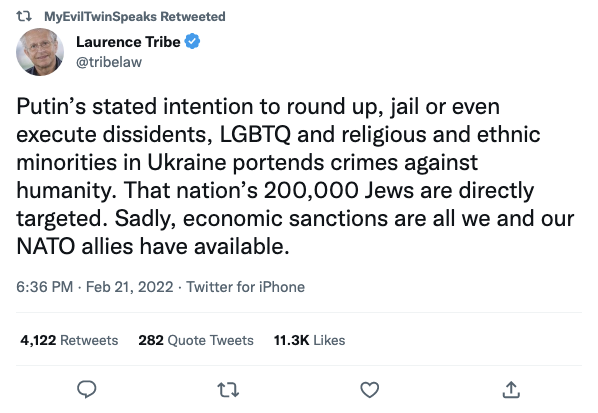 MyEvilTwinSpeaks Retweeted
Laurence Tribe
@tribelaw
Putin’s stated intention to round up, jail or even
execute dissidents, LGBTQ and religious and ethnic
minorities in Ukraine portends crimes against
humanity. That nation’s 200,000 Jews are directly
targeted. Sadly, economic sanctions are all we and our
NATO allies have available.
6:36 PM · Feb 21, 2022 · Twitter for iPhone
4,122 Retweets 282 Quote Tweets 11.3K Likes